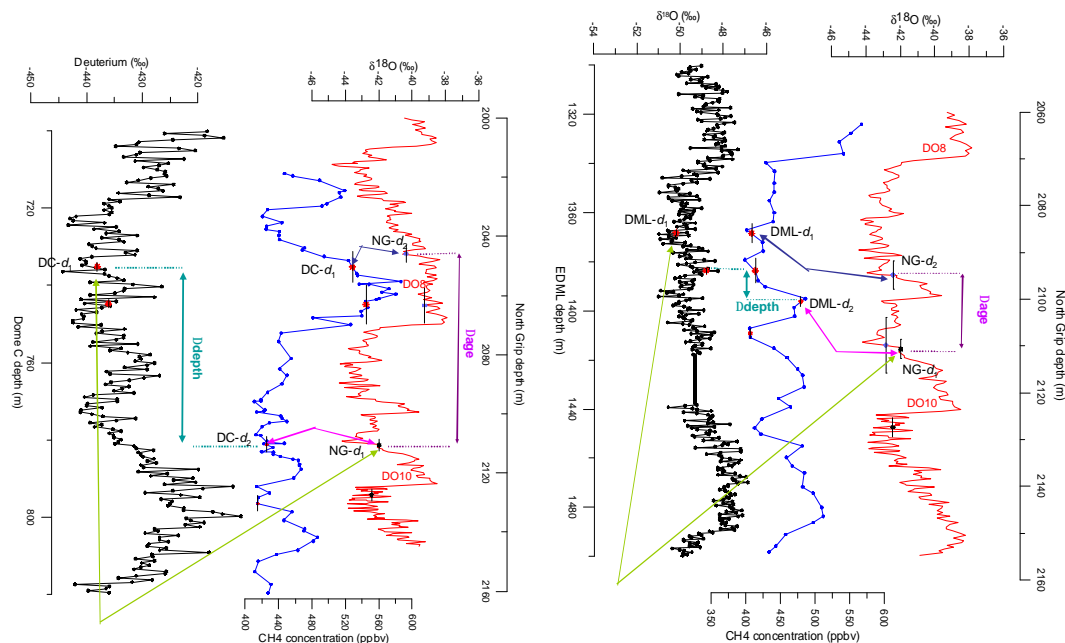 δ¹⁸O (‰)
-54 -52 -50 -48 -46
-44 -42 -40 -38 -36
Deuterium (‰)
-450 -440 -430 -420
δ¹⁸O (‰)
-46 -44 -42 -40 -38 -36
720
760
800
Dome C depth (m)
2000
2040
2080
2120
2160
North Grip depth (m)
DC-d1
NG-d
DC-d1
DO8
Ddepth
Dage
DC-d2
NG-d1
DO10
400 440 480 520 560 600
CH4 concentration (ppbv)
1320
1360
1400
1440
1480
EDML depth (m)
δ¹⁸O (‰)
2060
2080
2100
2120
2140
2160
North Grip depth (m)
DO8
DML-d1
DML-d1
NG-d2
Ddepth
DML-d2
Dage
NG-d
DO10
350 400 450 500 550 600
CH4 concentration (ppbv)